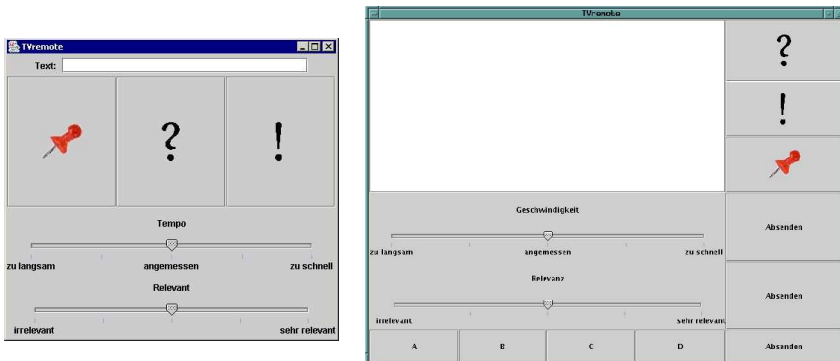 TVremote
Text:
? !
Tempo
zu langsam angemessen zu schnell
Relevant
irrelevant sehr relevant
TVremote
?
!
Geschwindigkeit
zu langsam angemessen zu schnell
Absenden
Relevanz
irrelevant sehr relevant
Absenden
A B C D Absenden